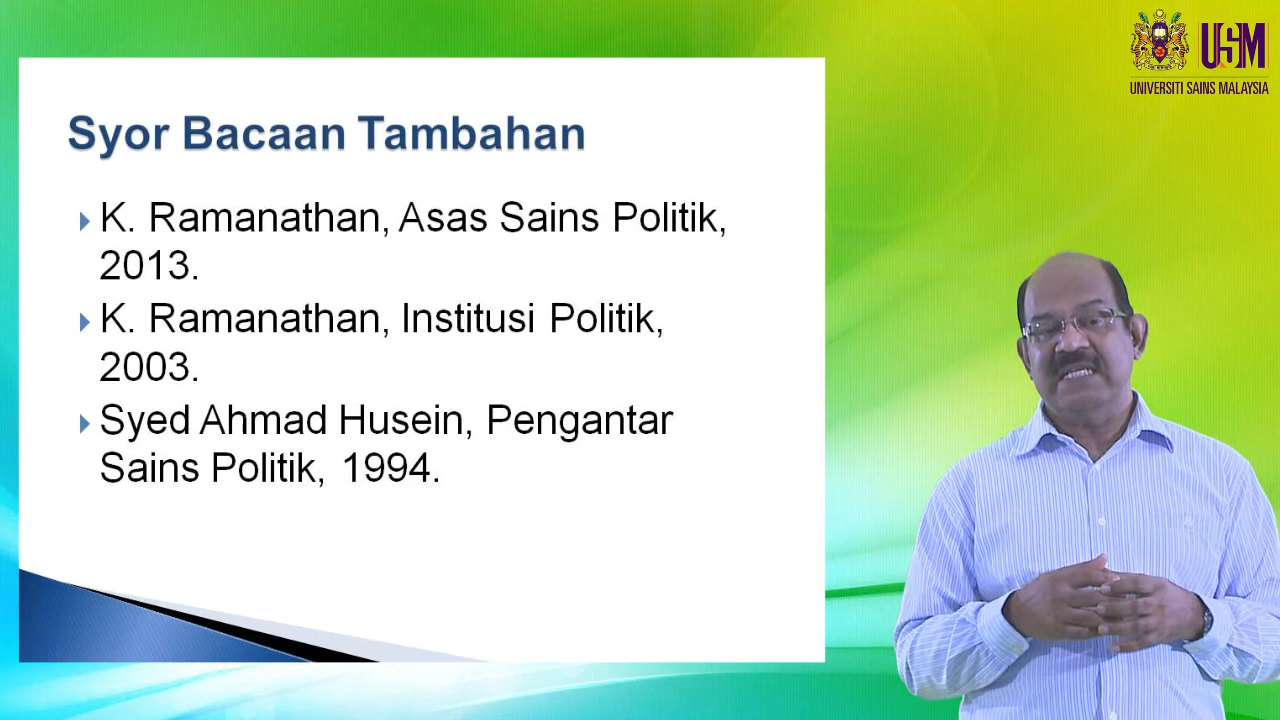 USM
UNIVERSITI SAINS MALAYSIA
Syor Bacaan Tambahan
K. Ramanathan, Asas Sains Politik,
2013.
K. Ramanathan, Institusi Politik,
2003.
Syed Ahmad Husein, Pengantar
Sains Politik, 1994.